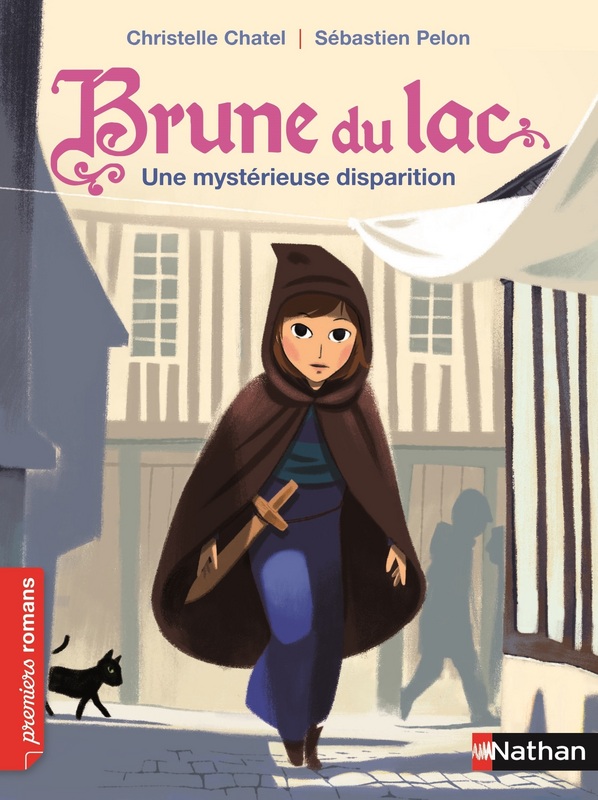 Christelle Chatel | Sébastien Pelon
Brune du lac
Une mystérieuse disparition
premiers romans
Nathan